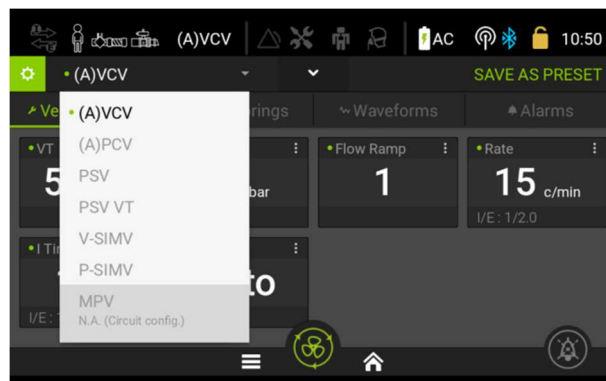 (A)VCV
AC
10:50
• (A)VCV
SAVE AS PRESET
Ve
rings
Waveforms
Alarms
• (A)VCV
(A)PCV
PSV
PSV VT
V-SIMV
P-SIMV
MPV
N.A. (Circuit config.)
• VT
5
bar
• Flow Ramp
1
• Rate
15 c/min
I/E : 1/2.0
• I Ti
to
I/E :